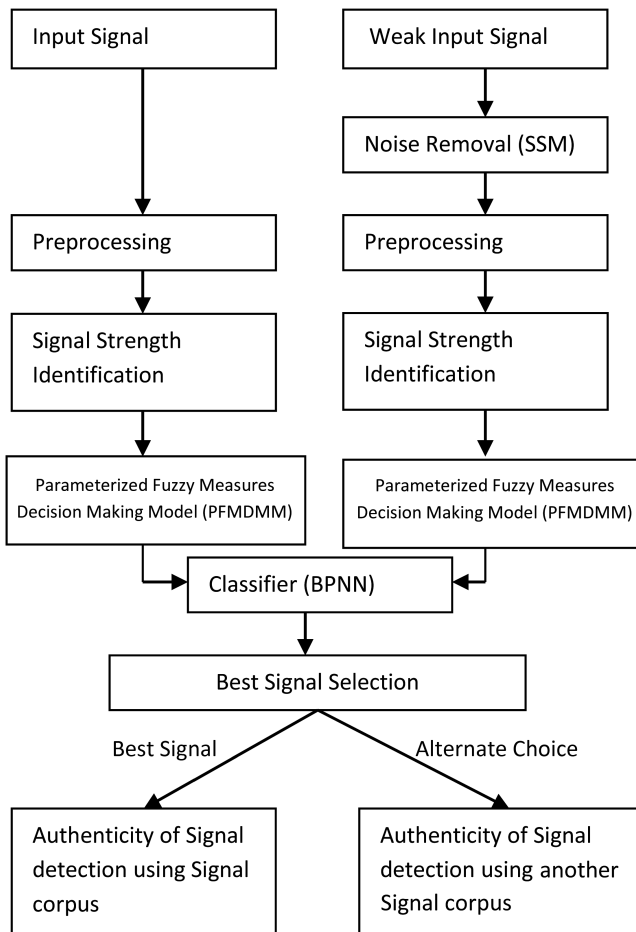 Input Signal
Weak Input Signal
Noise Removal (SSM)
Preprocessing
Preprocessing
Signal Strength
Identification
Signal Strength
Identification
Parameterized Fuzzy Measures
Decision Making Model (PFMDMM)
Parameterized Fuzzy Measures
Decision Making Model (PFMDMM)
Classifier (BPNN)
Best Signal Selection
Best Signal
Alternate Choice
Authenticity of Signal
detection using Signal
corpus
Authenticity of Signal
detection using another
Signal corpus